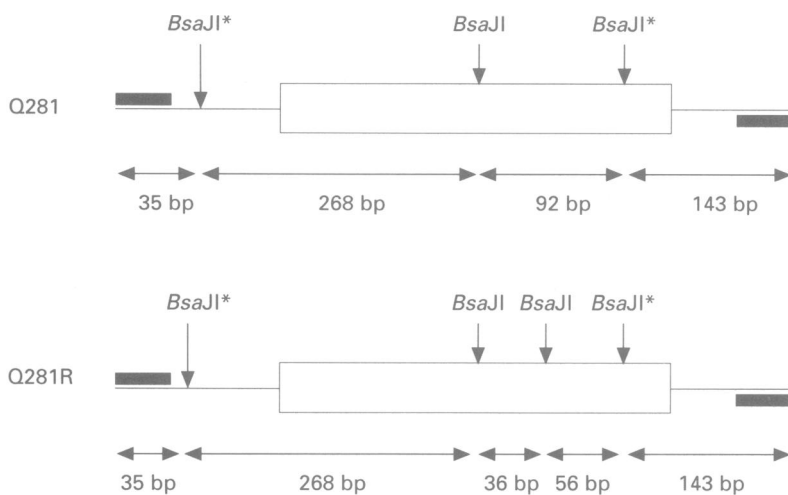 BsaJI* BsaJI BsaJI*
Q281
35 bp 268 bp 92 bp 143 bp
BsaJI* BsaJI BsaJI BsaJI*
Q281R
35 bp 268 bp 36 bp 56 bp 143 bp